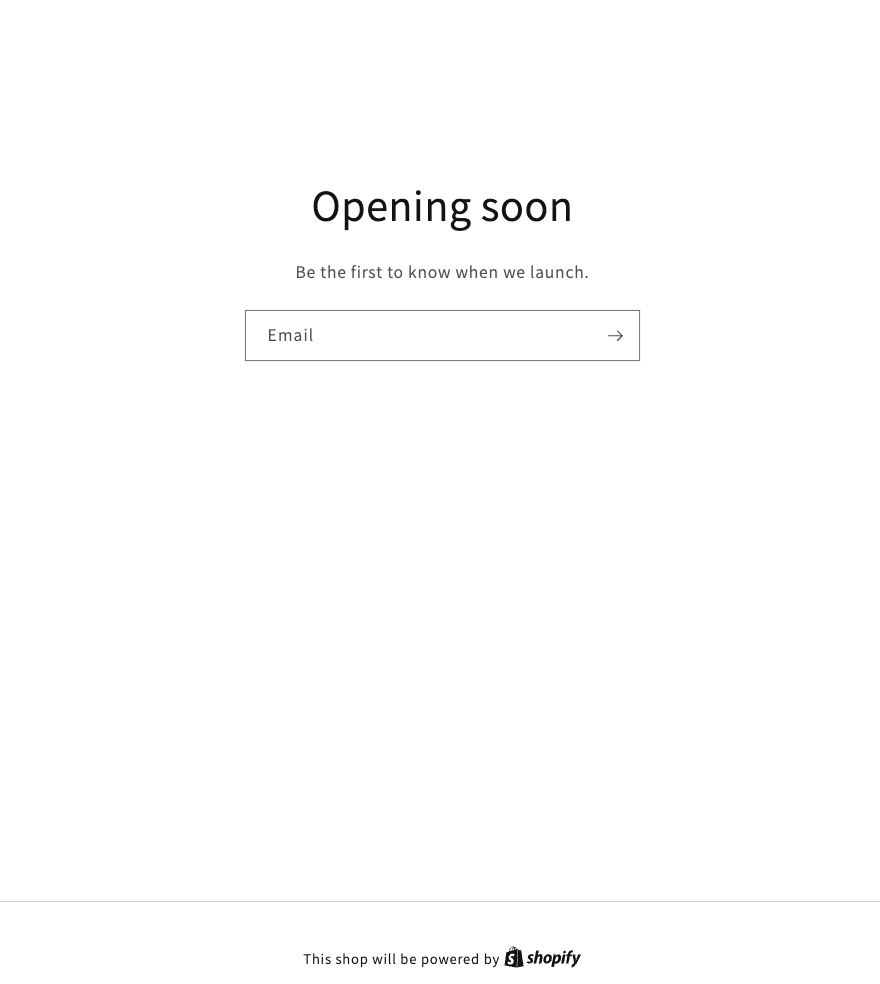 Opening soon
Be the first to know when we launch.
Email
This shop will be powered by shopify